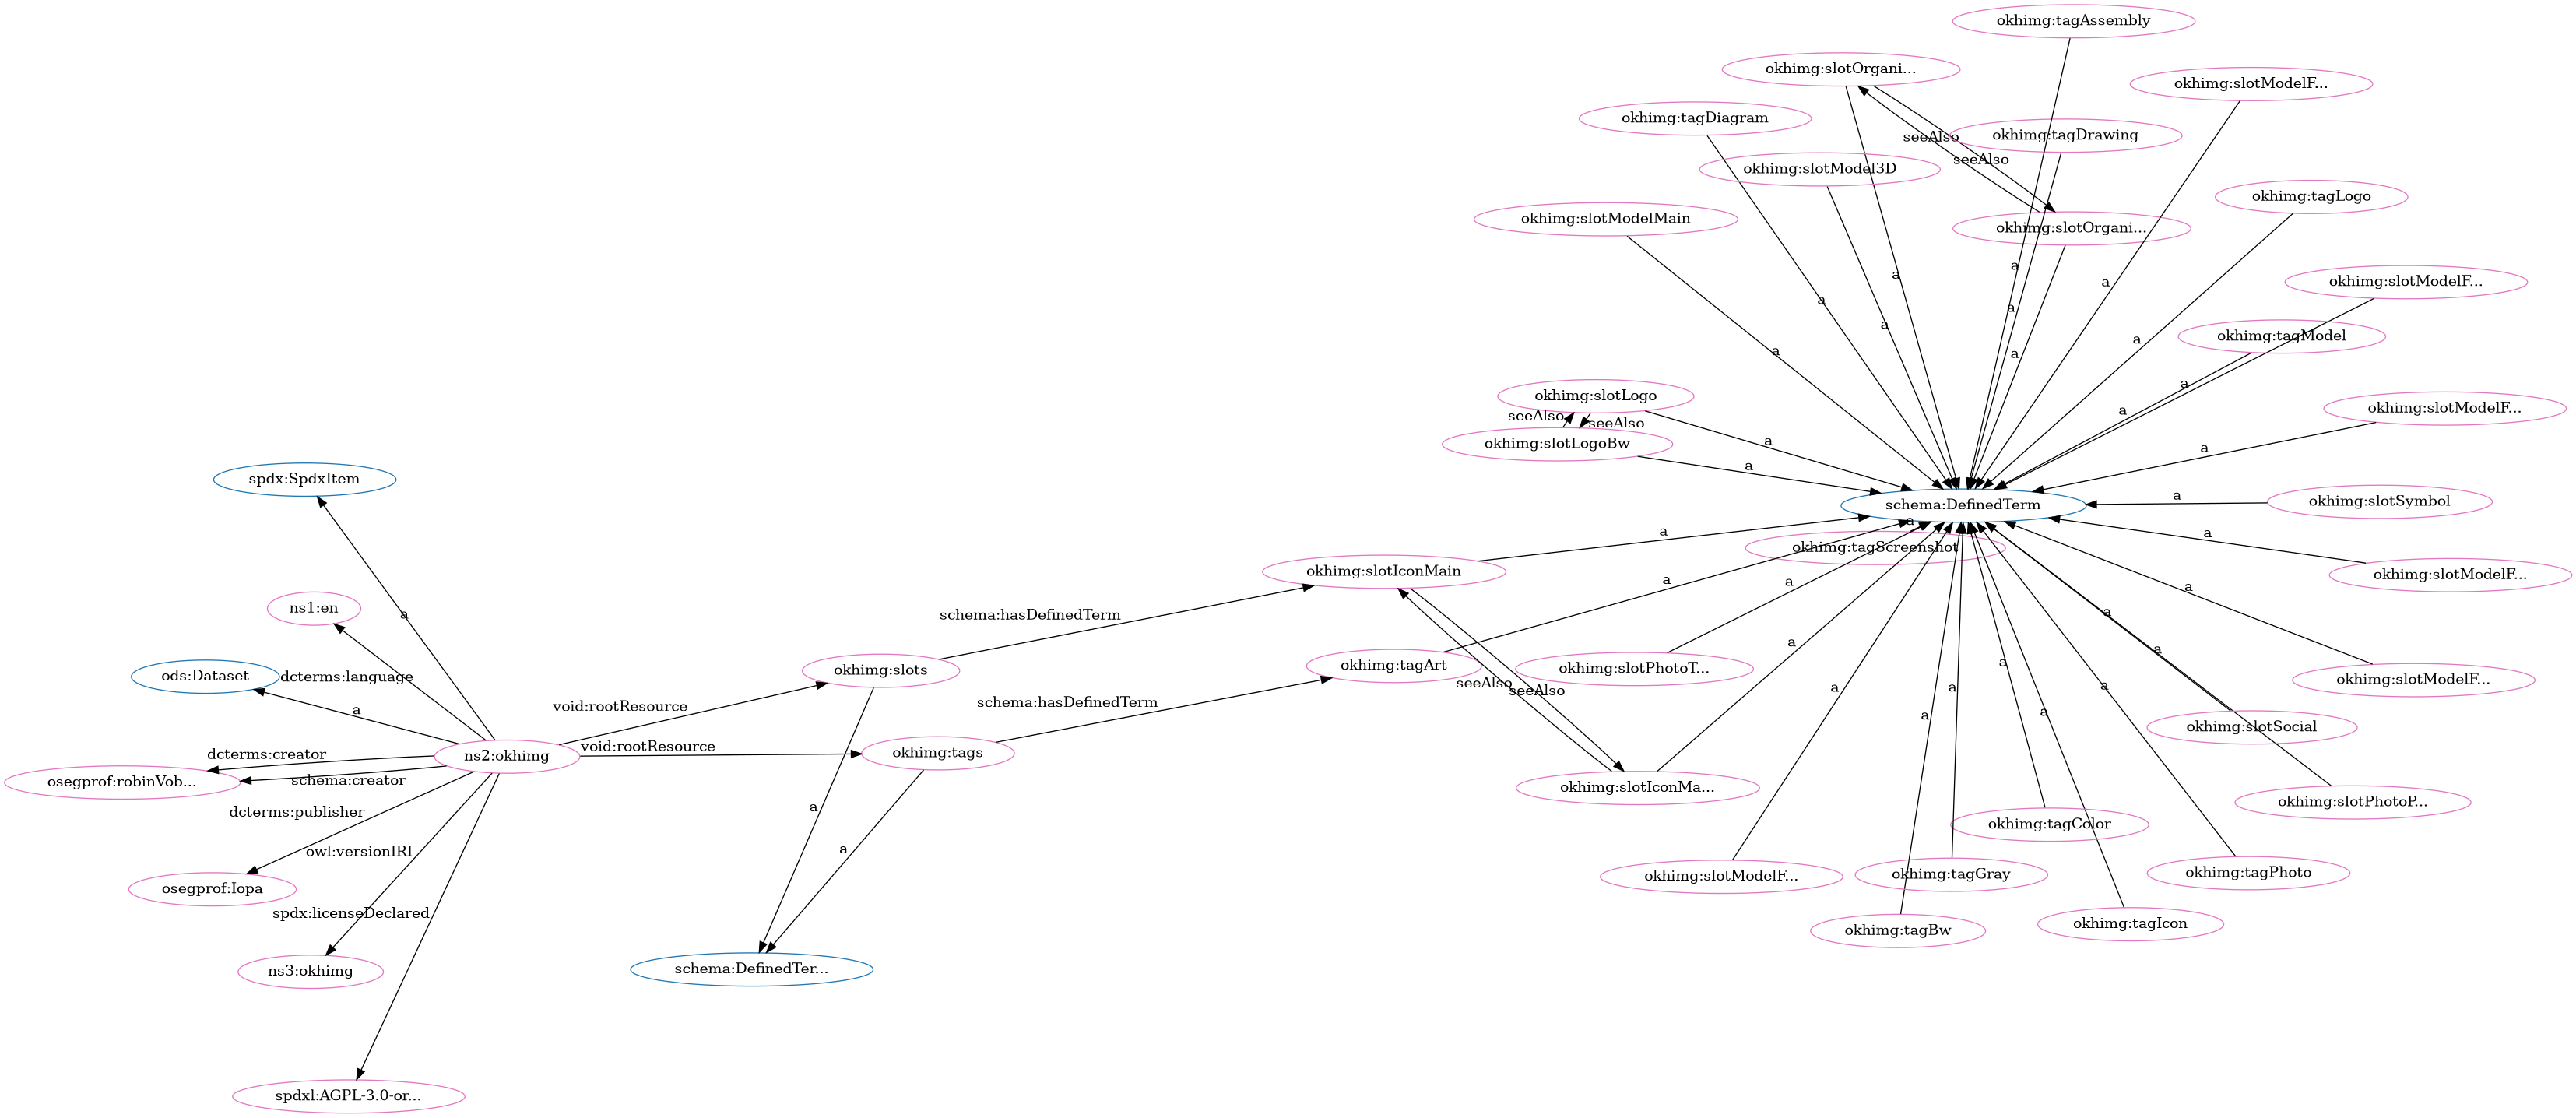 okhimg:tagAssembly
okhimg:slotOrgani...
okhimg:slotModelF...
okhimg:tagDiagram
okhimg:tagDrawing
seeAlso
seeAlso
okhimg:slotModel3D
okhimg:tagLogo
okhimg:slotModelMain
okhimg:slotOrgani...
a
a
okhimg:slotModelF...
a
a
a
a
okhimg:tagModel
a
a
a
a
a
okhimg:slotLogo
okhimg:slotModelF...
a
seeAlso
seeAlso
okhimg:slotLogoBw
a
a
a
spdx:SpdxItem
a
okhimg:slotSymbol
schema:DefinedTerm
a
a
a
okhimg:tagScreenshot
okhimg:slotIconMain
okhimg:slotModelF...
a
a
a
ns1:en
a
schema:hasDefinedTerm
a
a
a
okhimg:tagArt
okhimg:slotPhotoT...
a
okhimg:slots
ods:Dataset
dcterms:language
okhimg:slotModelF...
seeAlso
seeAlso
a
a
a
schema:hasDefinedTerm
void:rootResource
a
a
a
okhimg:slotSocial
void:rootResource
okhimg:tags
dcterms:creator
ns2:okhimg
osegprof:robinVob...
schema:creator
okhimg:slotIconMa...
okhimg:slotPhotoP...
a
dcterms:publisher
okhimg:tagColor
a
owl:versionIRI
okhimg:slotModelF...
okhimg:tagGray
okhimg:tagPhoto
osegprof:Iopa
spdx:licenseDeclared
okhimg:tagBw
okhimg:tagIcon
ns3:okhimg
schema:DefinedTer...
spdxl:AGPL-3.0-or...